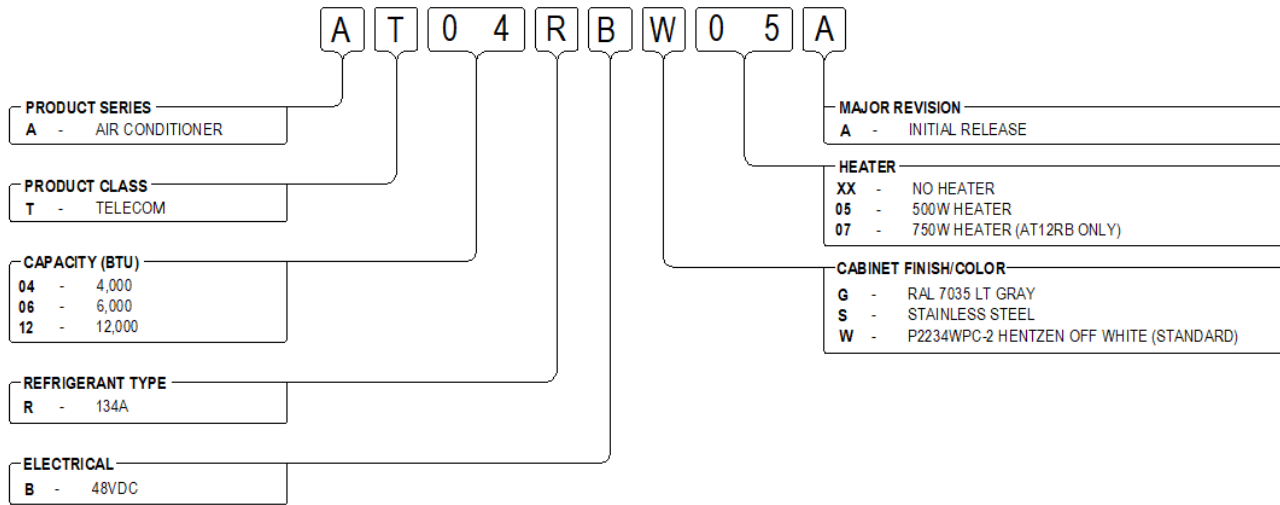 A T 0 4 R B W 0 5 A
PRODUCT SERIES
A - AIR CONDITIONER
PRODUCT CLASS
T - TELECOM
CAPACITY (BTU)
04 - 4,000
06 - 6,000
12 - 12,000
REFRIGERANT TYPE
R - 134A
ELECTRICAL
B - 48VDC
MAJOR REVISION
A - INITIAL RELEASE
HEATER
XX - NO HEATER
05 - 500W HEATER
07 - 750W HEATER (AT12RB ONLY)
CABINET FINISH/COLOR
G - RAL 7035 LT GRAY
S - STAINLESS STEEL
W - P2234WPC-2 HENTZEN OFF WHITE (STANDARD)